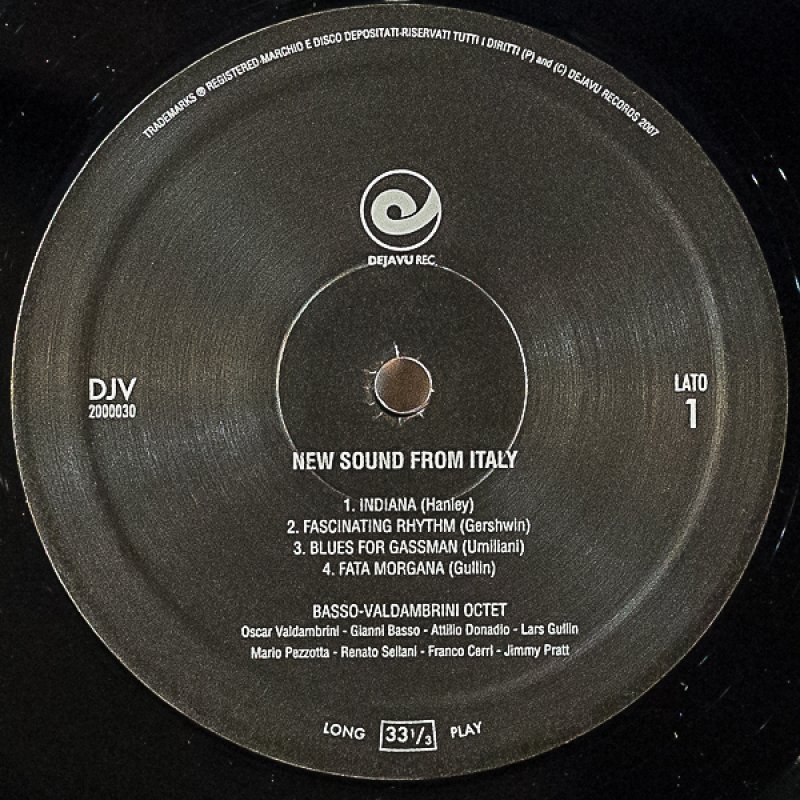 TRADEMARKS ® REGISTERED-MARCHIO E DISCO DEPOSITATI-RISERVATI TUTTI I DIRITTI (P) and (C) DEJAVU RECORDS 2007
DEJAVU REC.
DJV
2000030
LATO
1
NEW SOUND FROM ITALY
1. INDIANA (Hanley)
2. FASCINATING RHYTHM (Gershwin)
3. BLUES FOR GASSMAN (Umiliani)
4. FATA MORGANA (Gullin)
BASSO-VALDAMBRINI OCTET
Oscar Valdambrini - Gianni Basso - Attilio Donadio - Lars Gullin
Mario Pezzotta - Renato Sellani - Franco Cerri - Jimmy Pratt
LONG 33 1/3 PLAY